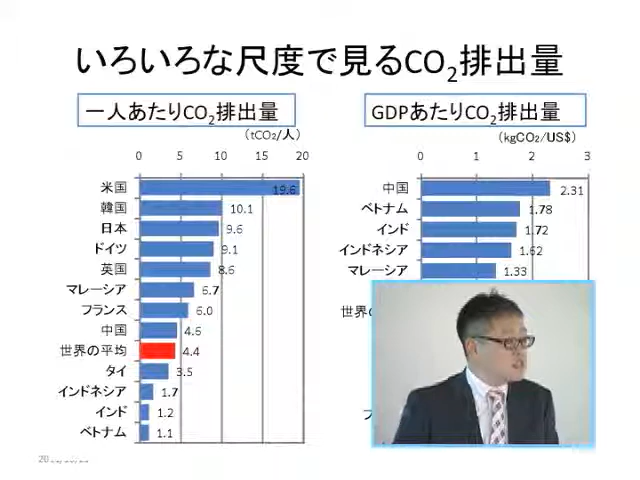 いろいろな尺度で見るCO2排出量
一人あたりCO2排出量
(tCO2/人)
0 5 10 15 20
米国 19.6
韓国 10.1
日本 9.6
ドイツ 9.1
英国 8.6
マレーシア 6.7
フランス 6.0
中国 4.6
世界の平均 4.4
タイ 3.5
インドネシア 1.7
インド 1.2
ベトナム 1.1
GDPあたりCO2排出量
(kgCO2/US$)
0 1 2 3
中国 2.31
ベトナム 1.78
インド 1.72
インドネシア 1.62
マレーシア 1.33
世界の
フ